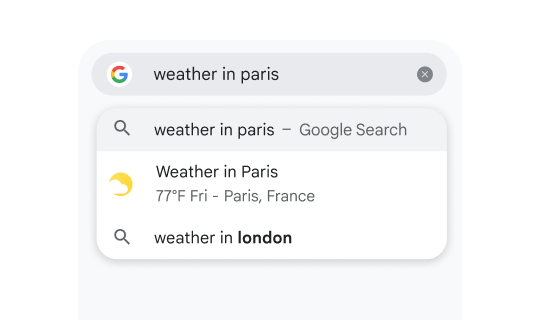 weather in paris
weather in paris – Google Search
Weather in Paris
77°F Fri - Paris, France
weather in london